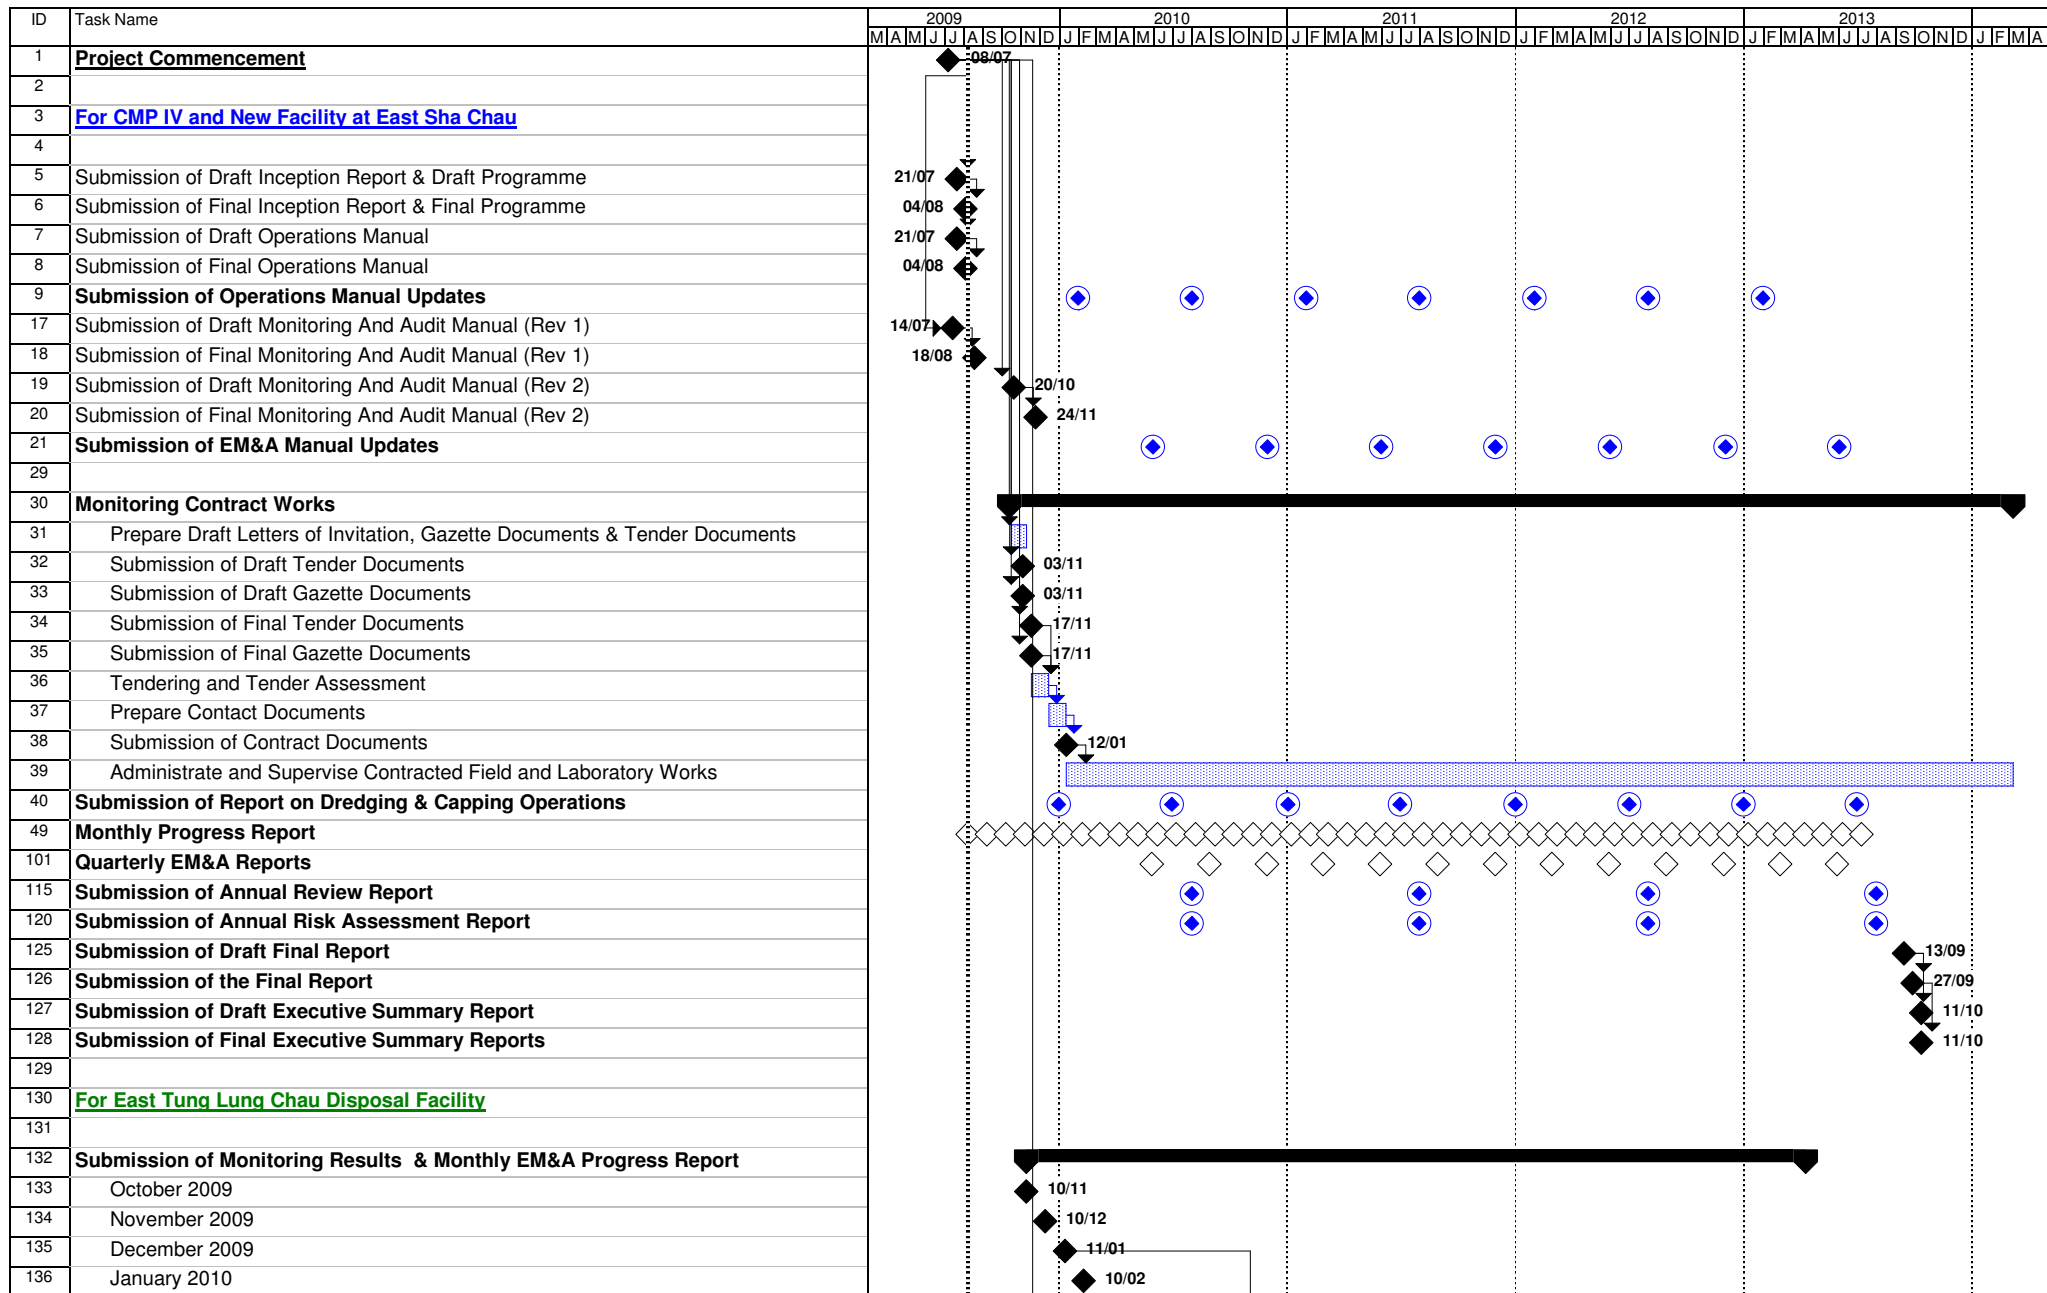 ID Task Name 2009 2010 2011 2012 2013
M A M J J A S O N D J F M A M J J A S O N D J F M A M J J A S O N D J F M A M J J A S O N D J F M A M J J A S O N D J F M A
1 Project Commencement 08/07
2
3 For CMP IV and New Facility at East Sha Chau
4
5 Submission of Draft Inception Report & Draft Programme 21/07
6 Submission of Final Inception Report & Final Programme 04/08
7 Submission of Draft Operations Manual 21/07
8 Submission of Final Operations Manual 04/08
9 Submission of Operations Manual Updates
17 Submission of Draft Monitoring And Audit Manual (Rev 1) 14/07
18 Submission of Final Monitoring And Audit Manual (Rev 1) 18/08
19 Submission of Draft Monitoring And Audit Manual (Rev 2) 20/10
20 Submission of Final Monitoring And Audit Manual (Rev 2) 24/11
21 Submission of EM&A Manual Updates
29
30 Monitoring Contract Works
31 Prepare Draft Letters of Invitation, Gazette Documents & Tender Documents
32 Submission of Draft Tender Documents 03/11
33 Submission of Draft Gazette Documents 03/11
34 Submission of Final Tender Documents 17/11
35 Submission of Final Gazette Documents 17/11
36 Tendering and Tender Assessment
37 Prepare Contact Documents
38 Submission of Contract Documents 12/01
39 Administrate and Supervise Contracted Field and Laboratory Works
40 Submission of Report on Dredging & Capping Operations
49 Monthly Progress Report
101 Quarterly EM&A Reports
115 Submission of Annual Review Report
120 Submission of Annual Risk Assessment Report
125 Submission of Draft Final Report 13/09
126 Submission of the Final Report 27/09
127 Submission of Draft Executive Summary Report 11/10
128 Submission of Final Executive Summary Reports 11/10
129
130 For East Tung Lung Chau Disposal Facility
131
132 Submission of Monitoring Results & Monthly EM&A Progress Report
133 October 2009 10/11
134 November 2009 10/12
135 December 2009 11/01
136 January 2010 10/02